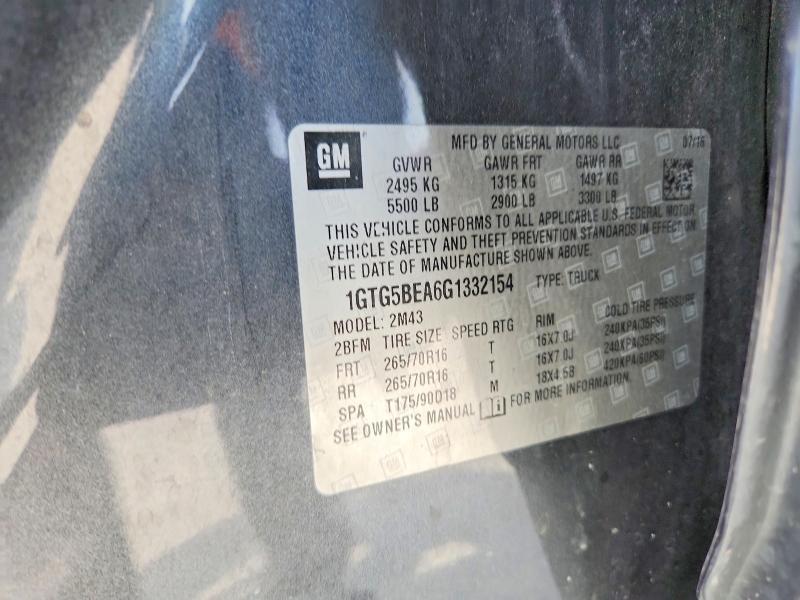 GM
MFD BY GENERAL MOTORS LLC 07/16
GVWR GAWR FRT GAWR RR
2495 KG 1315 KG 1497 KG
5500 LB 2900 LB 3300 LB
THIS VEHICLE CONFORMS TO ALL APPLICABLE U.S. FEDERAL MOTOR
VEHICLE SAFETY AND THEFT PREVENTION STANDARDS IN EFFECT ON
THE DATE OF MANUFACTURE SHOWN ABOVE.
1GTG5BEA6G1332154 TYPE: TRUCK
MODEL: 2M43
2BFM TIRE SIZE SPEED RTG RIM COLD TIRE PRESSURE
FRT 265/70R16 T 16X7.0J 240KPA(35PSI)
RR 265/70R16 T 16X7.0J 240KPA(35PSI)
SPA T175/90D18 M 18X4.5B 420KPA(60PSI)
SEE OWNER'S MANUAL i FOR MORE INFORMATION.